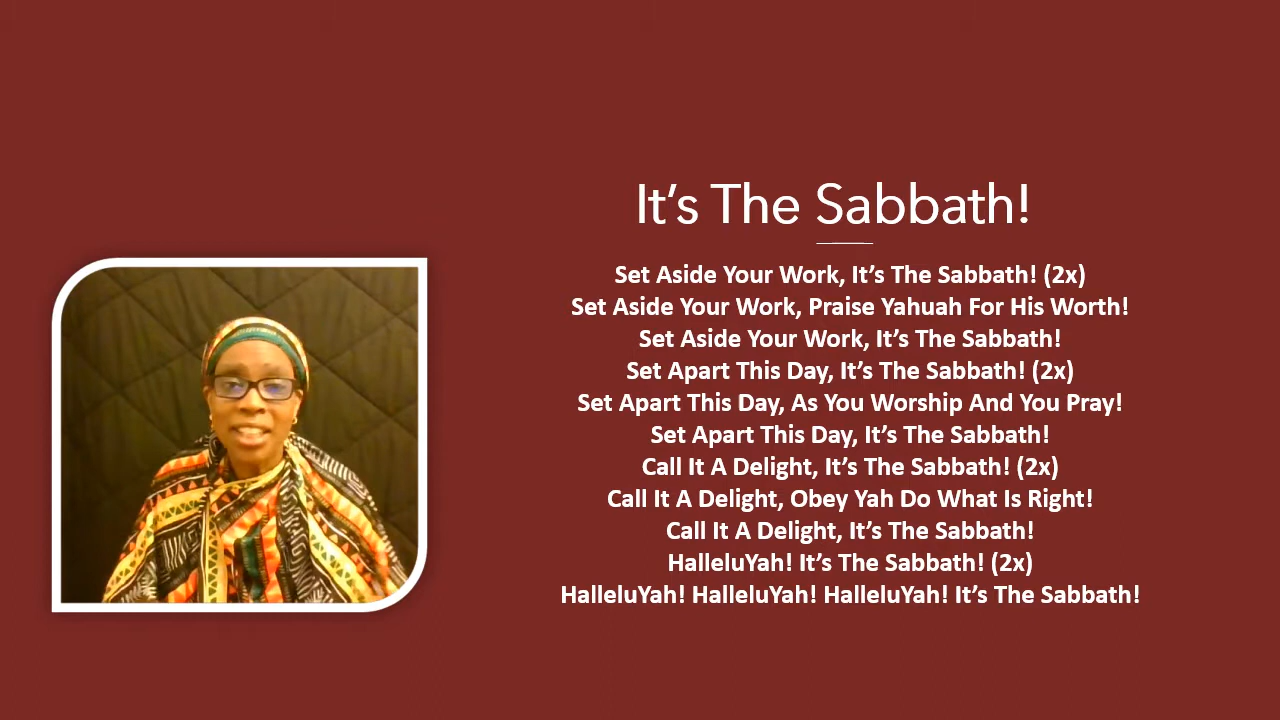 It's The Sabbath!
Set Aside Your Work, It's The Sabbath! (2x)
Set Aside Your Work, Praise Yahuah For His Worth!
Set Aside Your Work, It's The Sabbath!
Set Apart This Day, It's The Sabbath! (2x)
Set Apart This Day, As You Worship And You Pray!
Set Apart This Day, It's The Sabbath!
Call It A Delight, It's The Sabbath! (2x)
Call It A Delight, Obey Yah Do What Is Right!
Call It A Delight, It's The Sabbath!
HalleluYah! It's The Sabbath! (2x)
HalleluYah! HalleluYah! HalleluYah! It's The Sabbath!